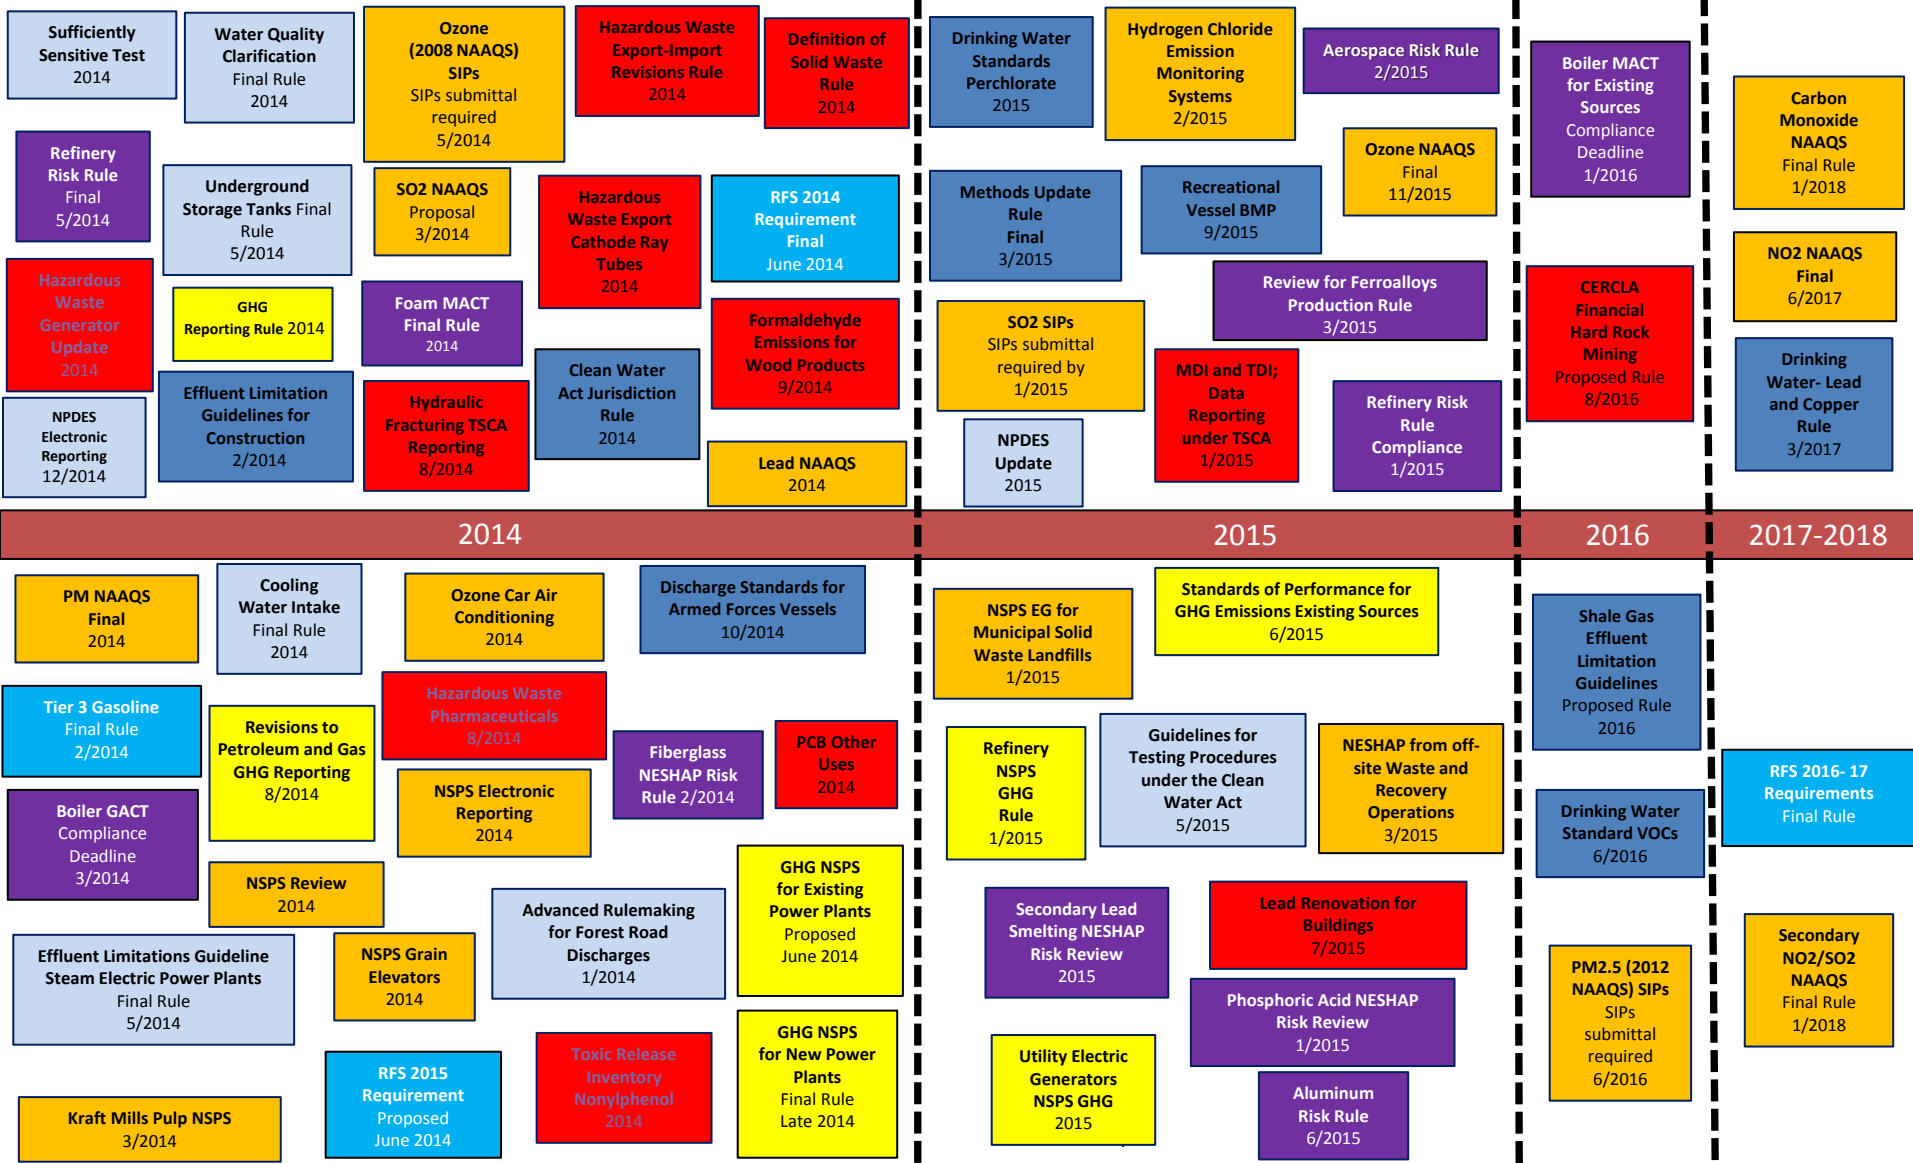 Sufficiently
Sensitive Test
2014
Water Quality
Clarification
Final Rule
2014
Ozone
(2008 NAAQS)
SIPs
SIPs submittal
required
5/2014
Hazardous Waste
Export-Import
Revisions Rule
2014
Definition of
Solid Waste
Rule
2014
Refinery
Risk Rule
Final
5/2014
Underground
Storage Tanks Final
Rule
5/2014
SO2 NAAQS
Proposal
3/2014
Hazardous
Waste Export
Cathode Ray
Tubes
2014
RFS 2014
Requirement
Final
June 2014
Hazardous
Waste
Generator
Update
2014
GHG
Reporting Rule 2014
Foam MACT
Final Rule
2014
Formaldehyde
Emissions for
Wood Products
9/2014
NPDES
Electronic
Reporting
12/2014
Effluent Limitation
Guidelines for
Construction
2/2014
Hydraulic
Fracturing TSCA
Reporting
8/2014
Clean Water
Act Jurisdiction
Rule
2014
Lead NAAQS
2014
Drinking Water
Standards
Perchlorate
2015
Hydrogen Chloride
Emission
Monitoring
Systems
2/2015
Aerospace Risk Rule
2/2015
Ozone NAAQS
Final
11/2015
Methods Update
Rule
Final
3/2015
Recreational
Vessel BMP
9/2015
Review for Ferroalloys
Production Rule
3/2015
SO2 SIPs
SIPs submittal
required by
1/2015
MDI and TDI;
Data
Reporting
under TSCA
1/2015
Refinery Risk
Rule
Compliance
1/2015
NPDES
Update
2015
Boiler MACT
for Existing
Sources
Compliance
Deadline
1/2016
CERCLA
Financial
Hard Rock
Mining
Proposed Rule
8/2016
Carbon
Monoxide
NAAQS
Final Rule
1/2018
NO2 NAAQS
Final
6/2017
Drinking
Water- Lead
and Copper
Rule
3/2017
2014
2015
2016
2017-2018
PM NAAQS
Final
2014
Cooling
Water Intake
Final Rule
2014
Ozone Car Air
Conditioning
2014
Discharge Standards for
Armed Forces Vessels
10/2014
Tier 3 Gasoline
Final Rule
2/2014
Revisions to
Petroleum and Gas
GHG Reporting
8/2014
Hazardous Waste
Pharmaceuticals
8/2014
Fiberglass
NESHAP Risk
Rule 2/2014
PCB Other
Uses
2014
Boiler GACT
Compliance
Deadline
3/2014
NSPS Electronic
Reporting
2014
NSPS Review
2014
Advanced Rulemaking
for Forest Road
Discharges
1/2014
GHG NSPS
for Existing
Power Plants
Proposed
June 2014
Effluent Limitations Guideline
Steam Electric Power Plants
Final Rule
5/2014
NSPS Grain
Elevators
2014
GHG NSPS
for New Power
Plants
Final Rule
Late 2014
RFS 2015
Requirement
Proposed
June 2014
Toxic Release
Inventory
Nonylphenol
2014
Kraft Mills Pulp NSPS
3/2014
NSPS EG for
Municipal Solid
Waste Landfills
1/2015
Standards of Performance for
GHG Emissions Existing Sources
6/2015
Refinery
NSPS
GHG
Rule
1/2015
Guidelines for
Testing Procedures
under the Clean
Water Act
5/2015
NESHAP from off-
site Waste and
Recovery
Operations
3/2015
Secondary Lead
Smelting NESHAP
Risk Review
2015
Lead Renovation for
Buildings
7/2015
Phosphoric Acid NESHAP
Risk Review
1/2015
Utility Electric
Generators
NSPS GHG
2015
Aluminum
Risk Rule
6/2015
Shale Gas
Effluent
Limitation
Guidelines
Proposed Rule
2016
Drinking Water
Standard VOCs
6/2016
PM2.5 (2012
NAAQS) SIPs
SIPs
submittal
required
6/2016
RFS 2016- 17
Requirements
Final Rule
Secondary
NO2/SO2
NAAQS
Final Rule
1/2018